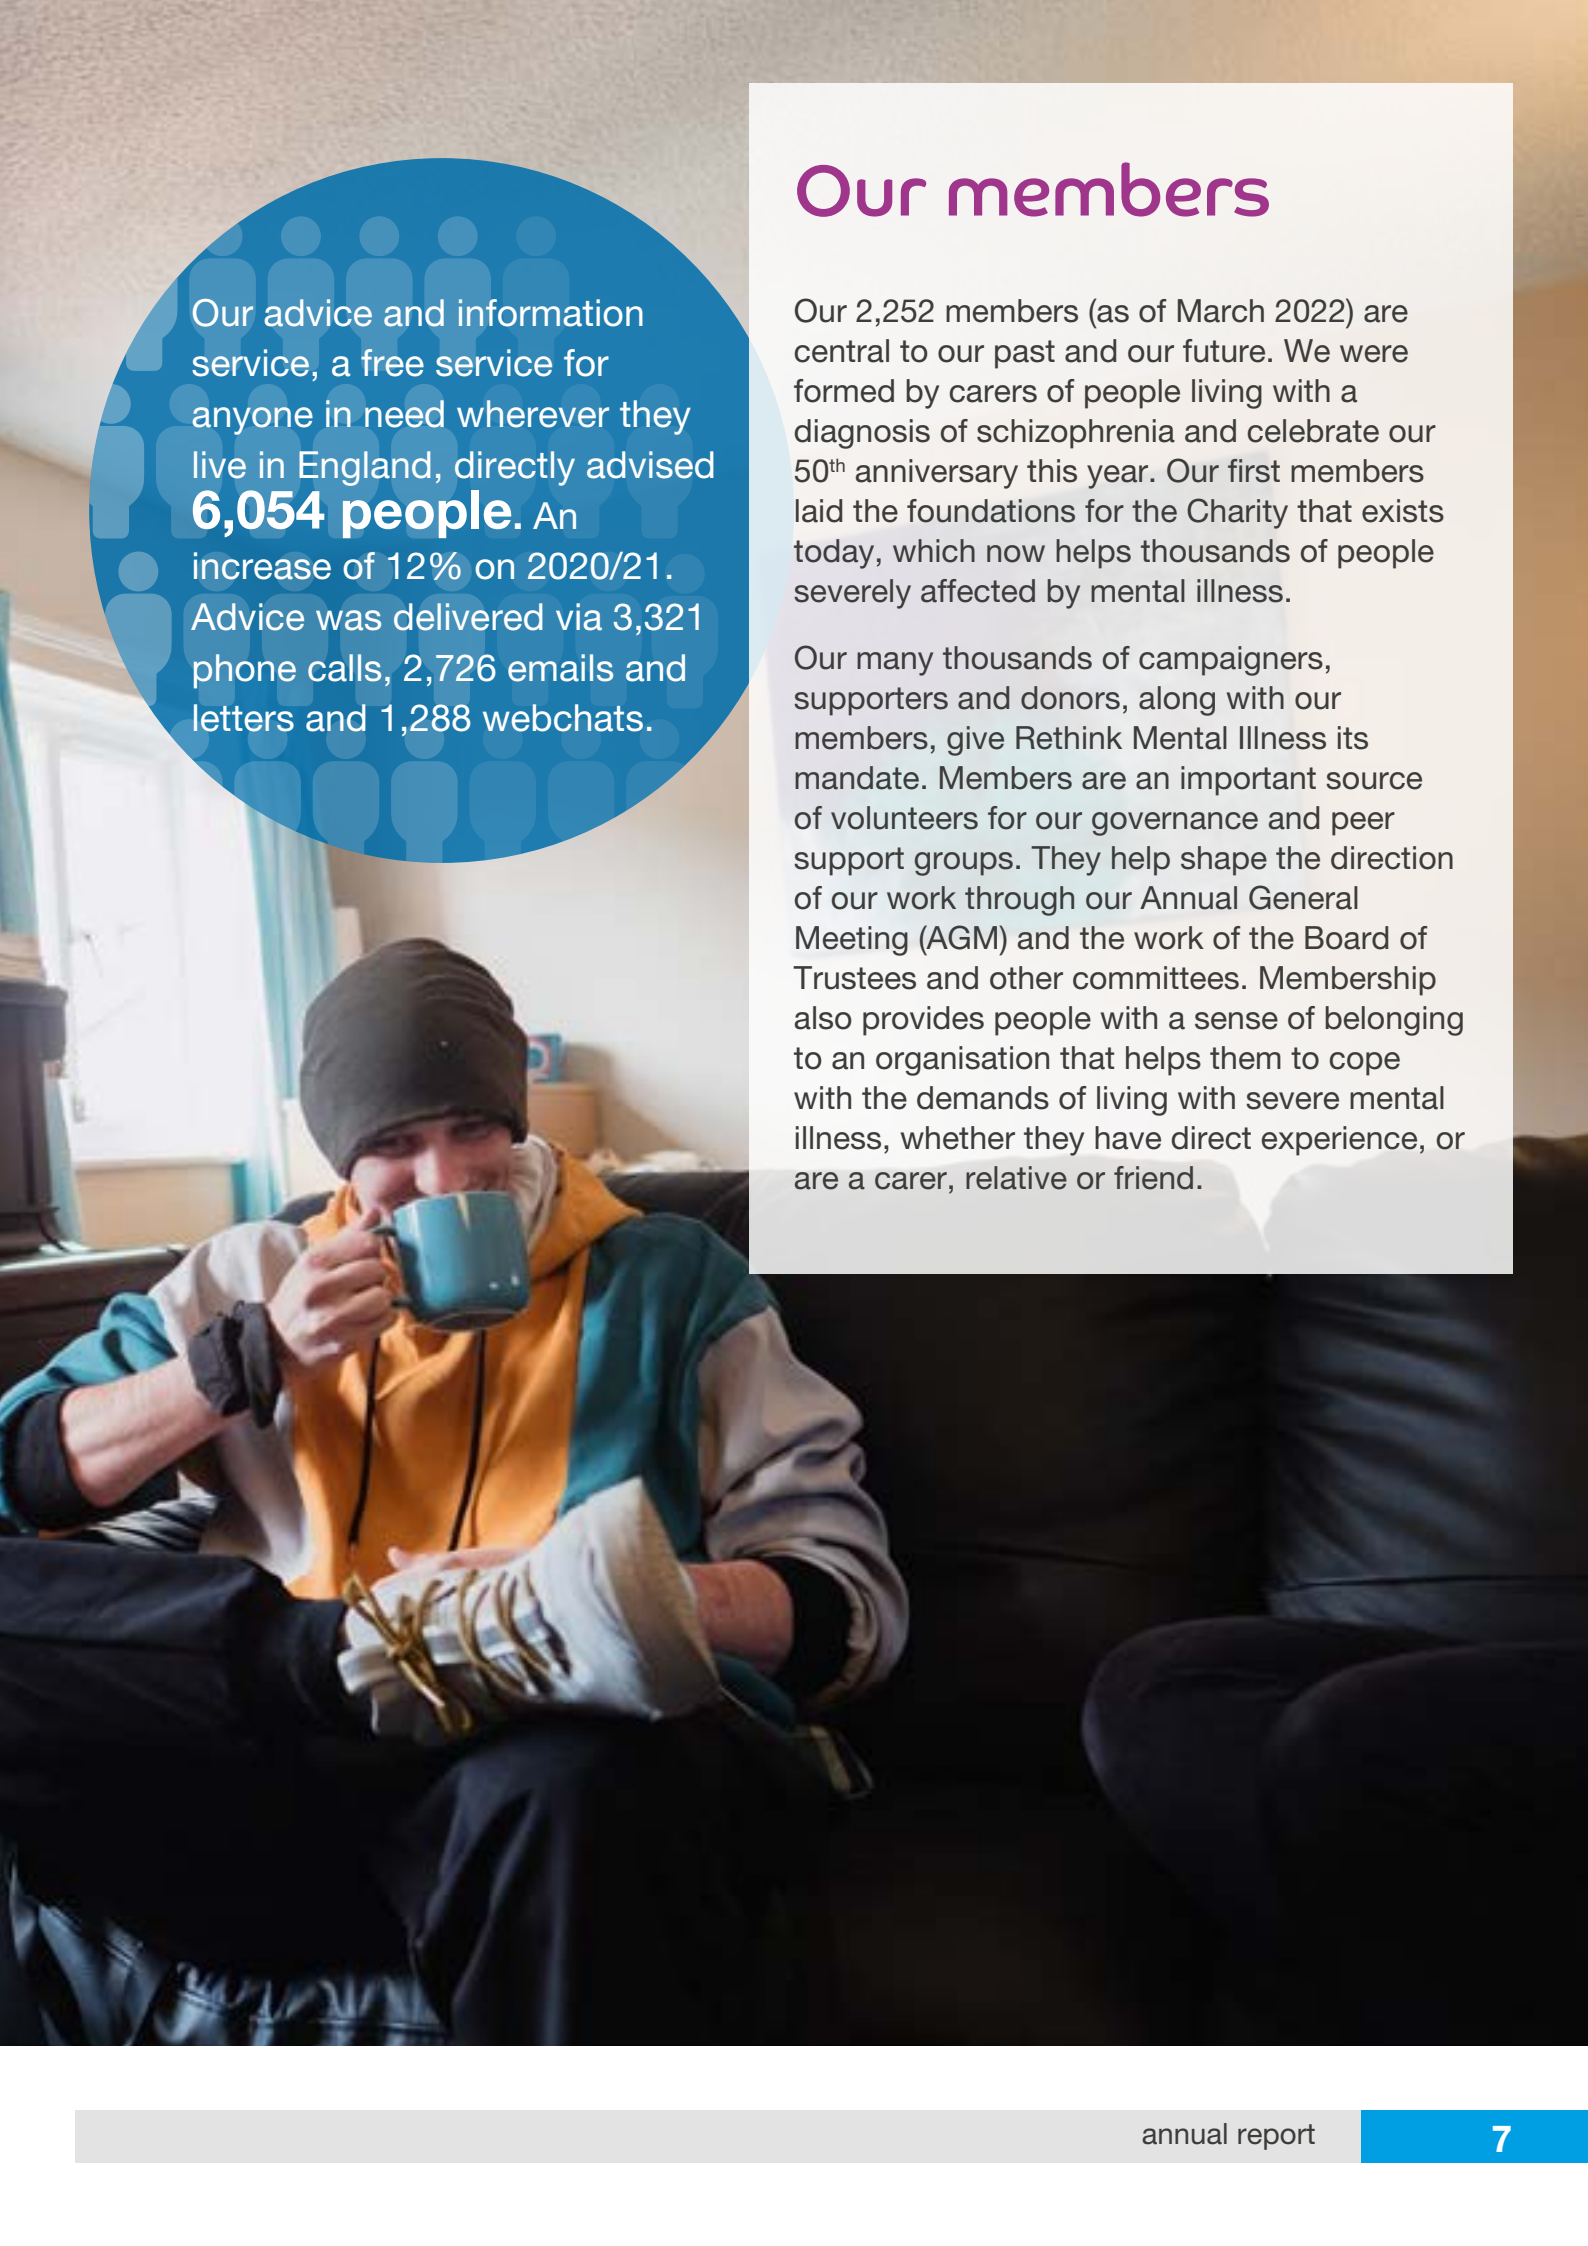 Our advice and information
service, a free service for
anyone in need wherever they
live in England, directly advised
6,054 people. An
increase of 12% on 2020/21.
Advice was delivered via 3,321
phone calls, 2,726 emails and
letters and 1,288 webchats.
Our members
Our 2,252 members (as of March 2022) are
central to our past and our future. We were
formed by carers of people living with a
diagnosis of schizophrenia and celebrate our
50th anniversary this year. Our first members
laid the foundations for the Charity that exists
today, which now helps thousands of people
severely affected by mental illness.
Our many thousands of campaigners,
supporters and donors, along with our
members, give Rethink Mental Illness its
mandate. Members are an important source
of volunteers for our governance and peer
support groups. They help shape the direction
of our work through our Annual General
Meeting (AGM) and the work of the Board of
Trustees and other committees. Membership
also provides people with a sense of belonging
to an organisation that helps them to cope
with the demands of living with severe mental
illness, whether they have direct experience, or
are a carer, relative or friend.
annual report
7